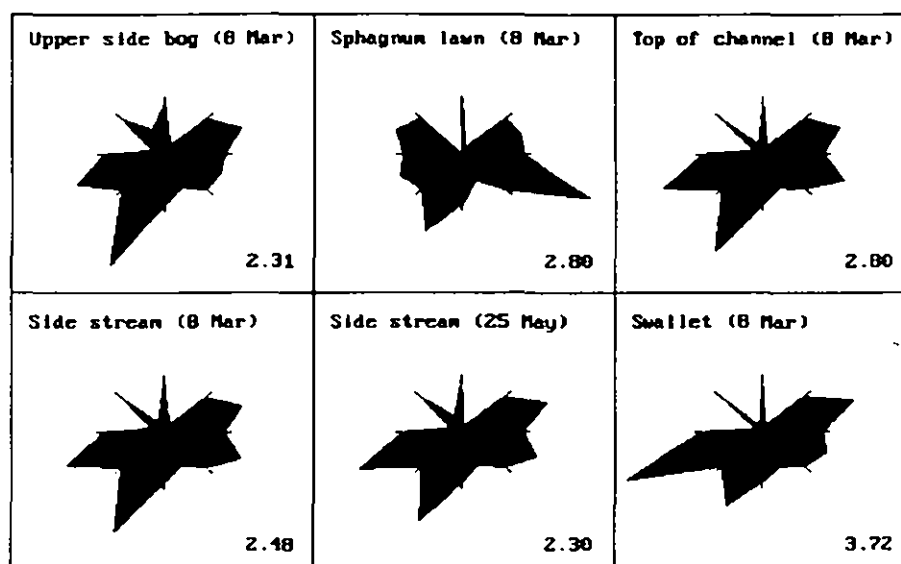 Upper side bog (8 Mar)
2.31
Sphagnum lawn (8 Mar)
2.80
Top of channel (8 Mar)
2.80
Side stream (8 Mar)
2.48
Side stream (25 May)
2.30
Swallet (8 Mar)
3.72